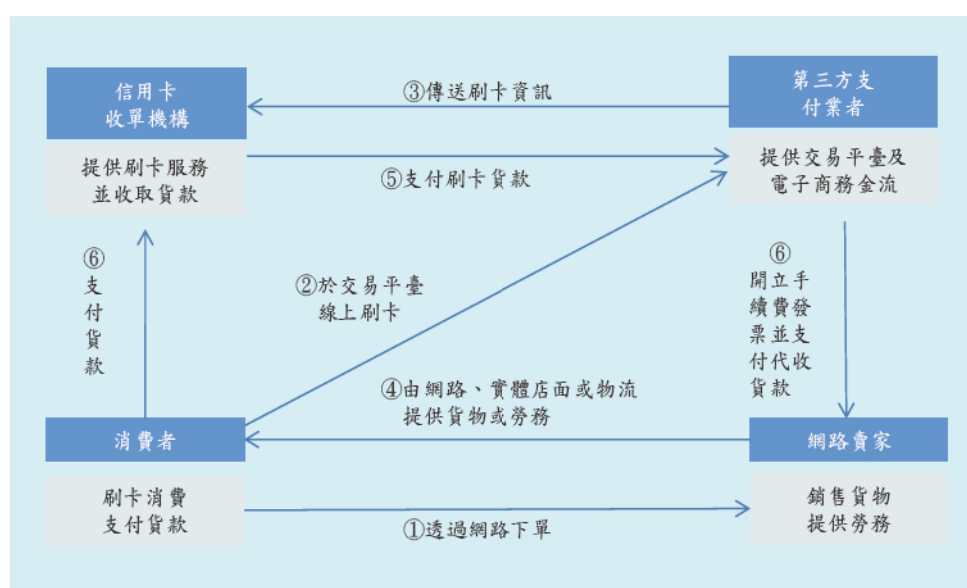 信用卡
收單機構
提供刷卡服務
並收取貨款
③傳送刷卡資訊
第三方支
付業者
提供交易平臺及
電子商務金流
⑤支付刷卡貨款
⑥
支
付
貨
款
②於交易平臺
線上刷卡
⑥
開立手
續費發
票並支
付代收
貨款
④由網路、實體店面或物流
提供貨物或勞務
消費者
刷卡消費
支付貨款
①透過網路下單
網路賣家
銷售貨物
提供勞務